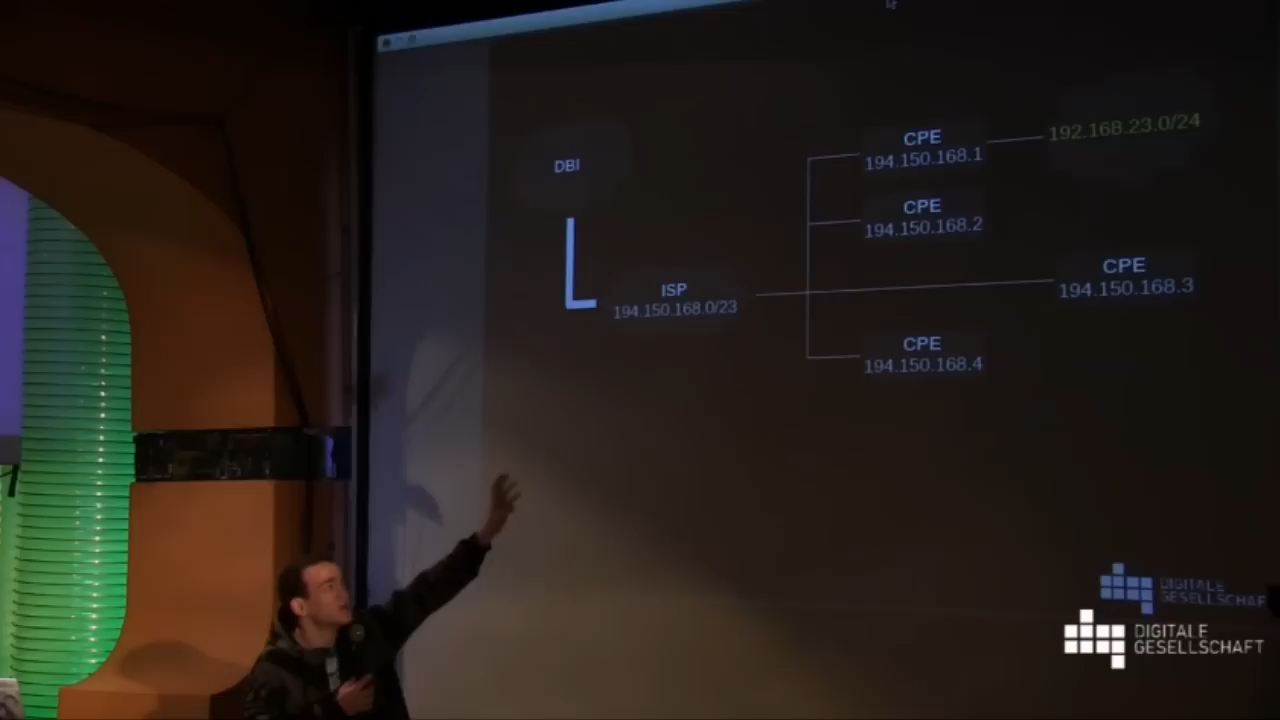 DBI
ISP
194.150.168.0/23
CPE
194.150.168.1
192.168.23.0/24
CPE
194.150.168.2
CPE
194.150.168.3
CPE
194.150.168.4
DIGITALE
GESELLSCHAF
DIGITALE
GESELLSCHAFT